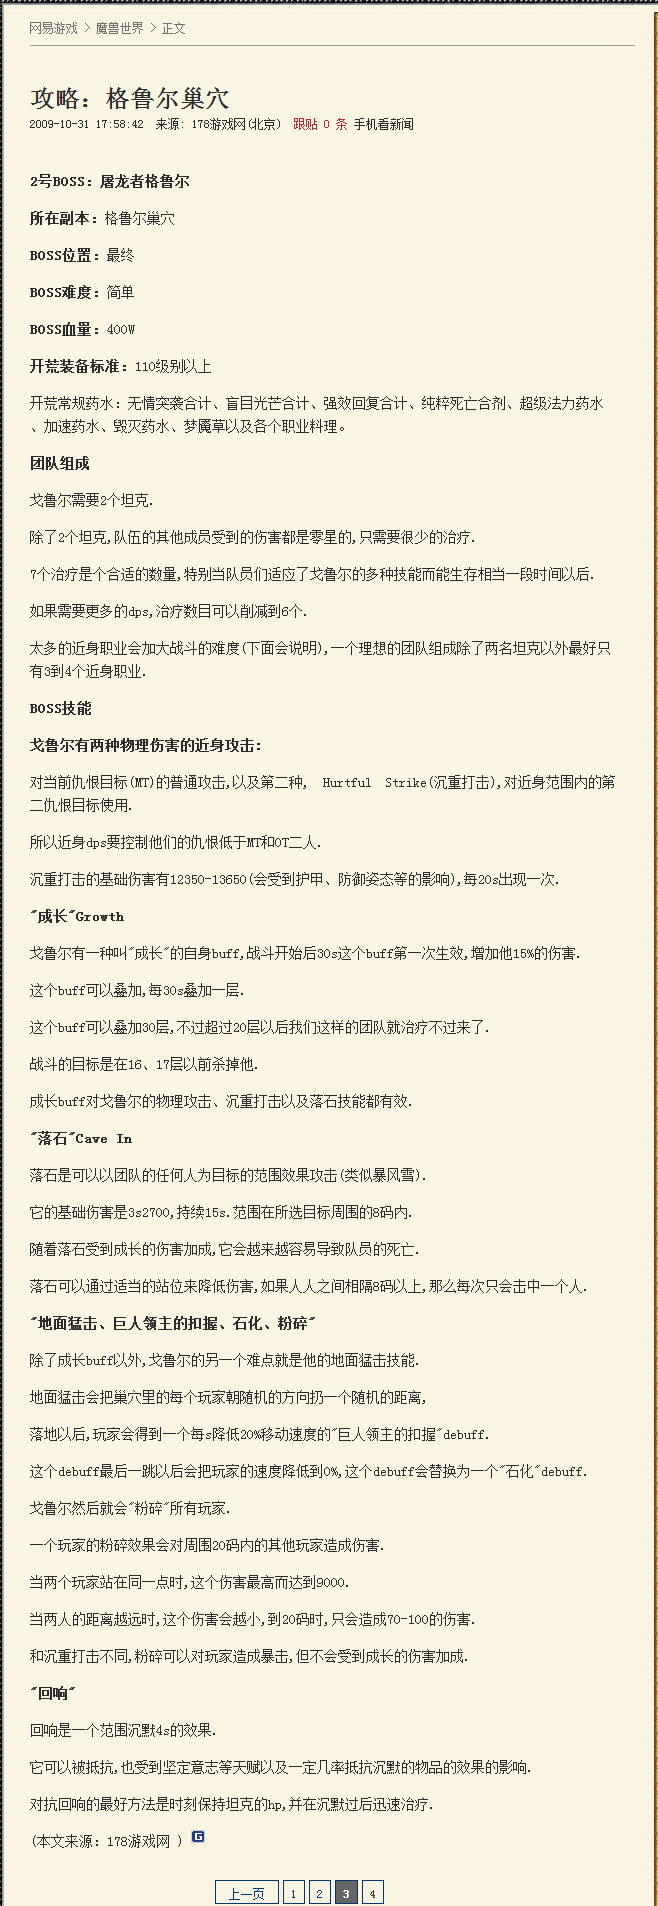 网易游戏 > 魔兽世界 > 正文
攻略：格鲁尔巢穴
2009-10-31 17:58:42 来源: 178游戏网(北京) 跟贴 0 条 手机看新闻
2号BOSS：屠龙者格鲁尔
所在副本：格鲁尔巢穴
BOSS位置：最终
BOSS难度：简单
BOSS血量：400W
开荒装备标准：110级别以上
开荒常规药水：无情突袭合计、盲目光芒合计、强效回复合计、纯粹死亡合剂、超级法力药水
、加速药水、毁灭药水、梦魇草以及各个职业料理。
团队组成
戈鲁尔需要2个坦克.
除了2个坦克,队伍的其他成员受到的伤害都是零星的,只需要很少的治疗.
7个治疗是个合适的数量,特别当队员们适应了戈鲁尔的多种技能而能生存相当一段时间以后.
如果需要更多的dps,治疗数目可以削减到6个.
太多的近身职业会加大战斗的难度(下面会说明),一个理想的团队组成除了两名坦克以外最好只
有3到4个近身职业.
BOSS技能
戈鲁尔有两种物理伤害的近身攻击:
对当前仇恨目标(MT)的普通攻击,以及第二种, Hurtful Strike(沉重打击),对近身范围内的第
二仇恨目标使用.
所以近身dps要控制他们的仇恨低于MT和OT二人.
沉重打击的基础伤害有12350-13650(会受到护甲、防御姿态等的影响),每20s出现一次.
"成长"Growth
戈鲁尔有一种叫"成长"的自身buff,战斗开始后30s这个buff第一次生效,增加他15%的伤害.
这个buff可以叠加,每30s叠加一层.
这个buff可以叠加30层,不过超过20层以后我们这样的团队就治疗不过来了.
战斗的目标是在16、17层以前杀掉他.
成长buff对戈鲁尔的物理攻击、沉重打击以及落石技能都有效.
"落石"Cave In
落石是可以以团队的任何人为目标的范围效果攻击(类似暴风雪).
它的基础伤害是3s2700,持续15s.范围在所选目标周围的8码内.
随着落石受到成长的伤害加成,它会越来越容易导致队员的死亡.
落石可以通过适当的站位来降低伤害,如果人人之间相隔8码以上,那么每次只会击中一个人.
"地面猛击、巨人领主的扣握、石化、粉碎"
除了成长buff以外,戈鲁尔的另一个难点就是他的地面猛击技能.
地面猛击会把巢穴里的每个玩家朝随机的方向扔一个随机的距离,
落地以后,玩家会得到一个每s降低20%移动速度的"巨人领主的扣握"debuff.
这个debuff最后一跳以后会把玩家的速度降低到0%,这个debuff会替换为一个"石化"debuff.
戈鲁尔然后就会"粉碎"所有玩家.
一个玩家的粉碎效果会对周围20码内的其他玩家造成伤害.
当两个玩家站在同一点时,这个伤害最高而达到9000.
当两人的距离越远时,这个伤害会越小,到20码时,只会造成70-100的伤害.
和沉重打击不同,粉碎可以对玩家造成暴击,但不会受到成长的伤害加成.
"回响"
回响是一个范围沉默4s的效果.
它可以被抵抗,也受到坚定意志等天赋以及一定几率抵抗沉默的物品的效果的影响.
对抗回响的最好方法是时刻保持坦克的hp,并在沉默过后迅速治疗.
(本文来源：178游戏网 ) G
上一页 1 2 3 4